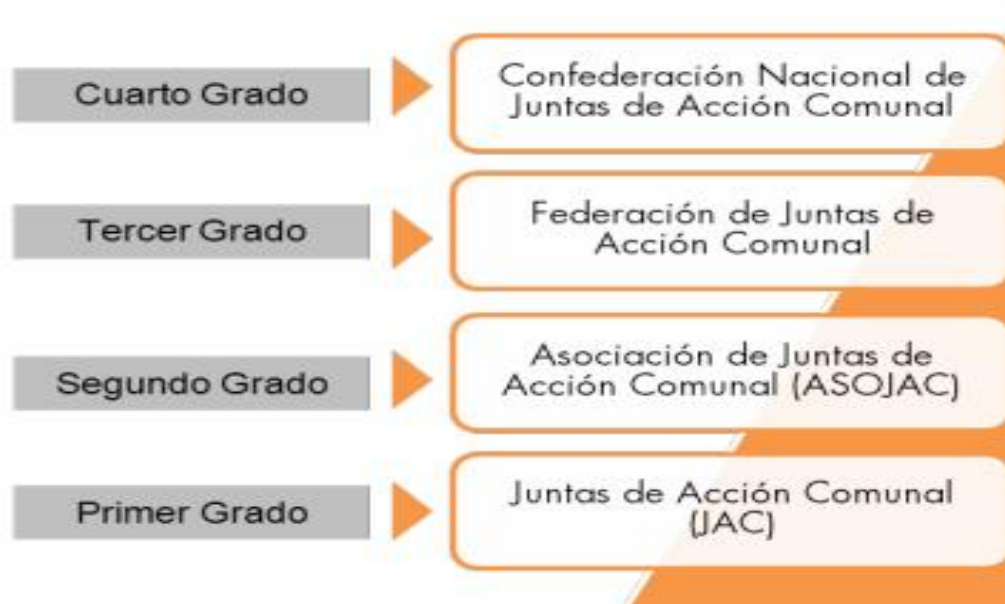 Cuarto Grado
Confederación Nacional de
Juntas de Acción Comunal
Tercer Grado
Federación de Juntas de
Acción Comunal
Segundo Grado
Asociación de Juntas de
Acción Comunal (ASOJAC)
Primer Grado
Juntas de Acción Comunal
(JAC)